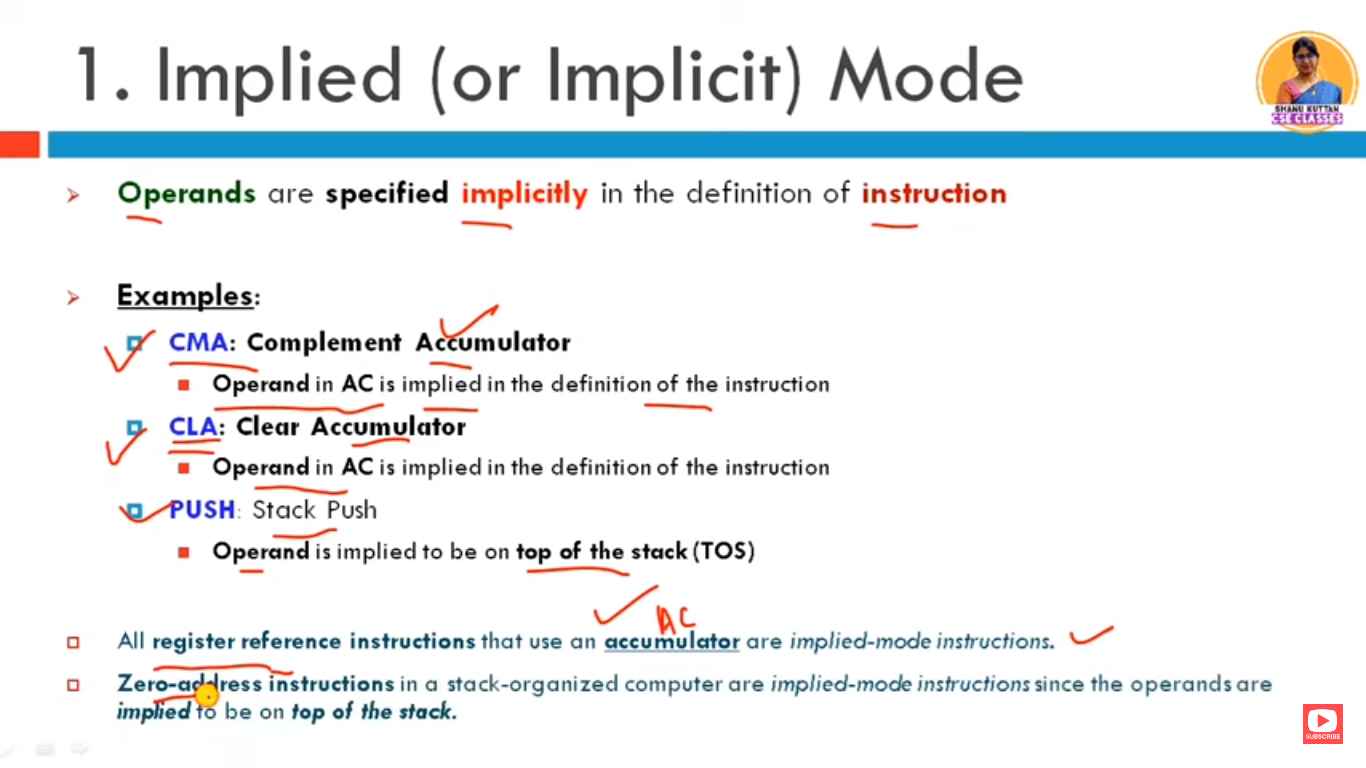 1. Implied (or Implicit) Mode
SHANU KUTTAN
CSE CLASSES
Operands are specified implicitly in the definition of instruction
Examples:
CMA: Complement Accumulator
Operand in AC is implied in the definition of the instruction
CLA: Clear Accumulator
Operand in AC is implied in the definition of the instruction
PUSH: Stack Push
Operand is implied to be on top of the stack (TOS)
AC
All register reference instructions that use an accumulator are implied-mode instructions.
Zero-address instructions in a stack-organized computer are implied-mode instructions since the operands are
implied to be on top of the stack.
SUBSCRIBE